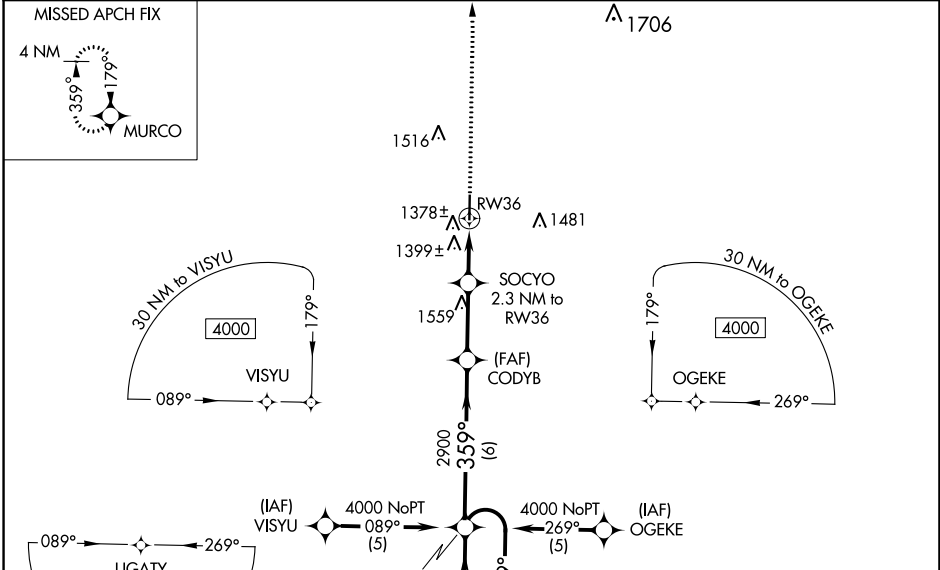 MISSED APCH FIX
4 NM
359°
179°
MURCO
1706
1516
RW36
1378±
1481
1399±
SOCYO
2.3 NM to
RW36
1559
30 NM to VISYU
4000
179°
VISYU
089°
30 NM to OGEKE
4000
179°
OGEKE
269°
(FAF)
CODYB
2900
359°
(6)
(IAF)
VISYU
4000 NoPT
089°
(5)
4000 NoPT
269°
(5)
(IAF)
OGEKE
089°
269°
UGATY